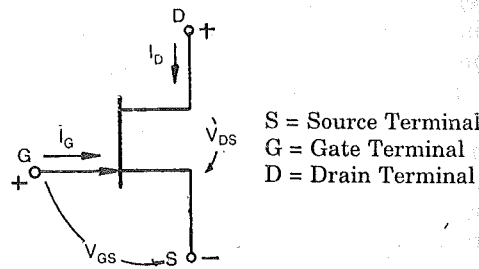 D
+
I_D
I_G
G
+
V_DS
V_GS
S
−
S = Source Terminal
G = Gate Terminal
D = Drain Terminal